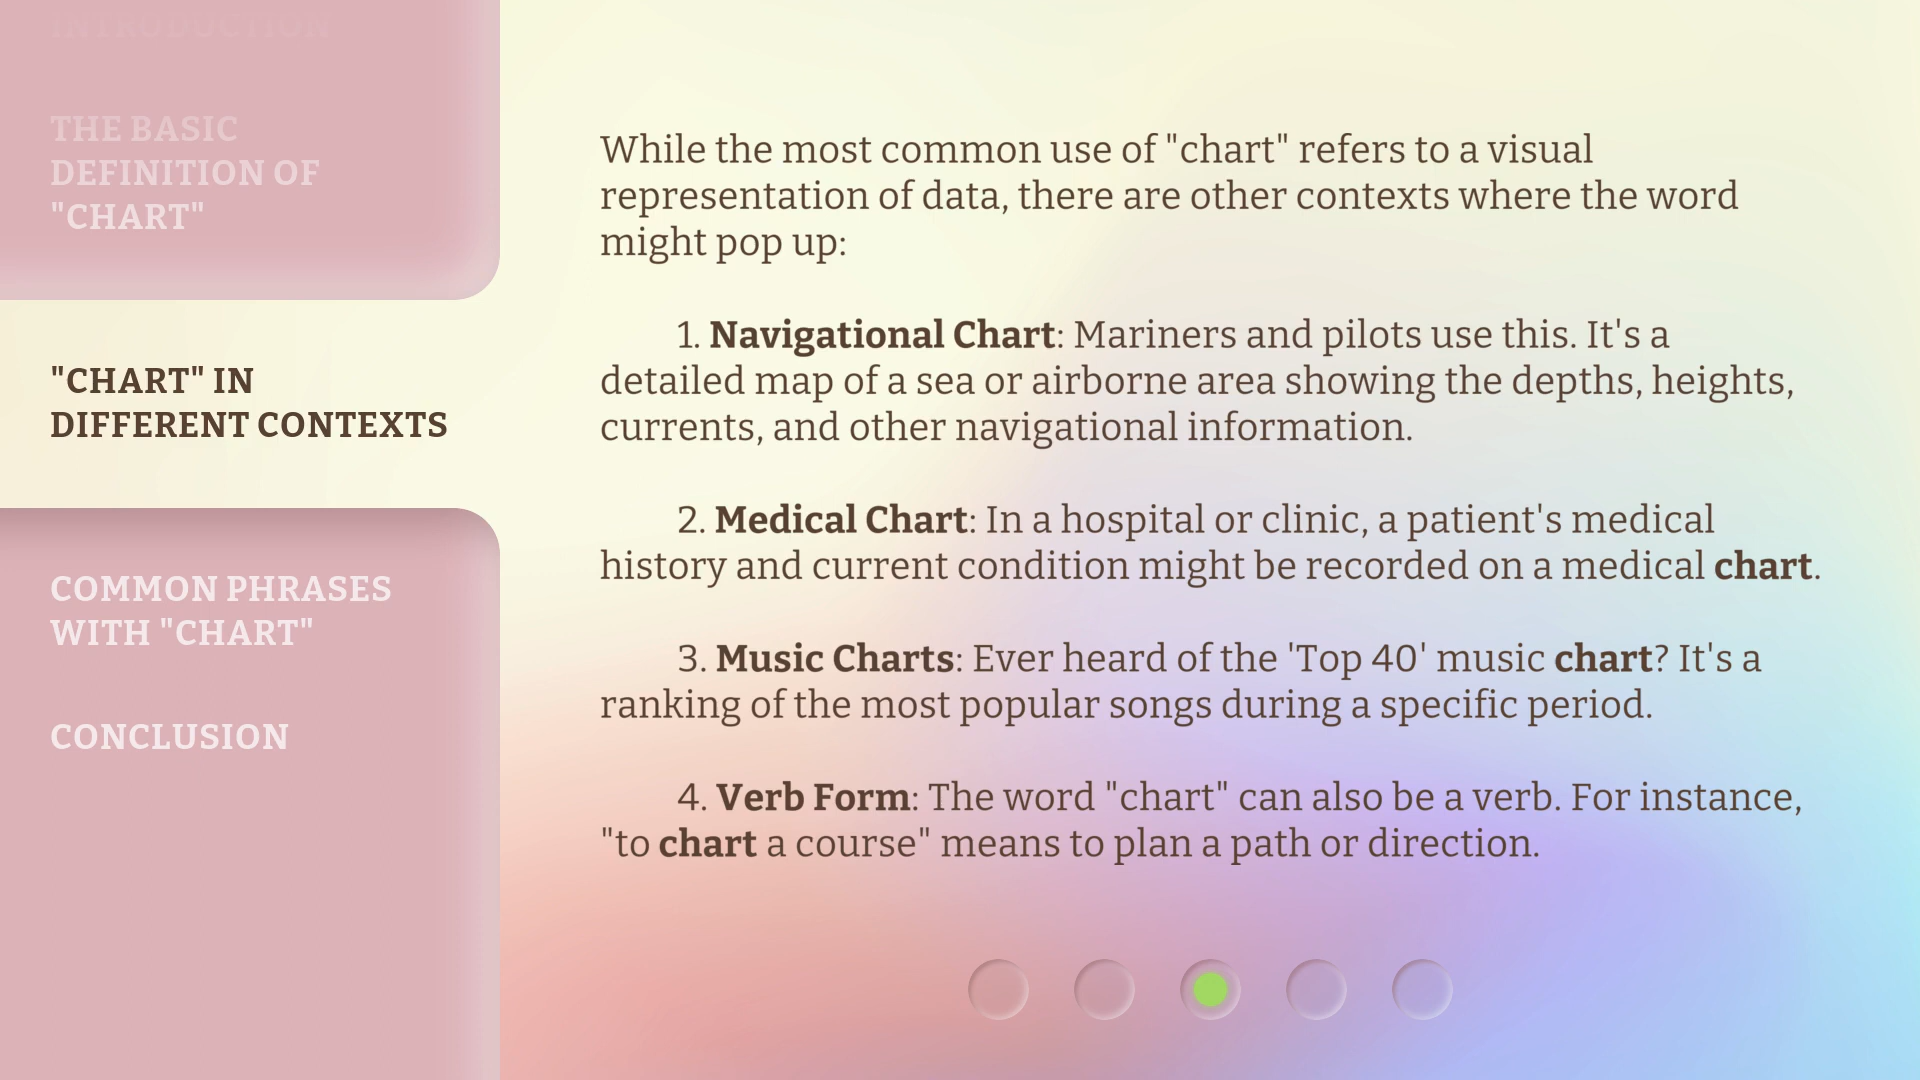 INTRODUCTION
THE BASIC
DEFINITION OF
"CHART"
"CHART" IN
DIFFERENT CONTEXTS
COMMON PHRASES
WITH "CHART"
CONCLUSION
While the most common use of "chart" refers to a visual
representation of data, there are other contexts where the word
might pop up:
1. Navigational Chart: Mariners and pilots use this. It's a
detailed map of a sea or airborne area showing the depths, heights,
currents, and other navigational information.
2. Medical Chart: In a hospital or clinic, a patient's medical
history and current condition might be recorded on a medical chart.
3. Music Charts: Ever heard of the 'Top 40' music chart? It's a
ranking of the most popular songs during a specific period.
4. Verb Form: The word "chart" can also be a verb. For instance,
"to chart a course" means to plan a path or direction.